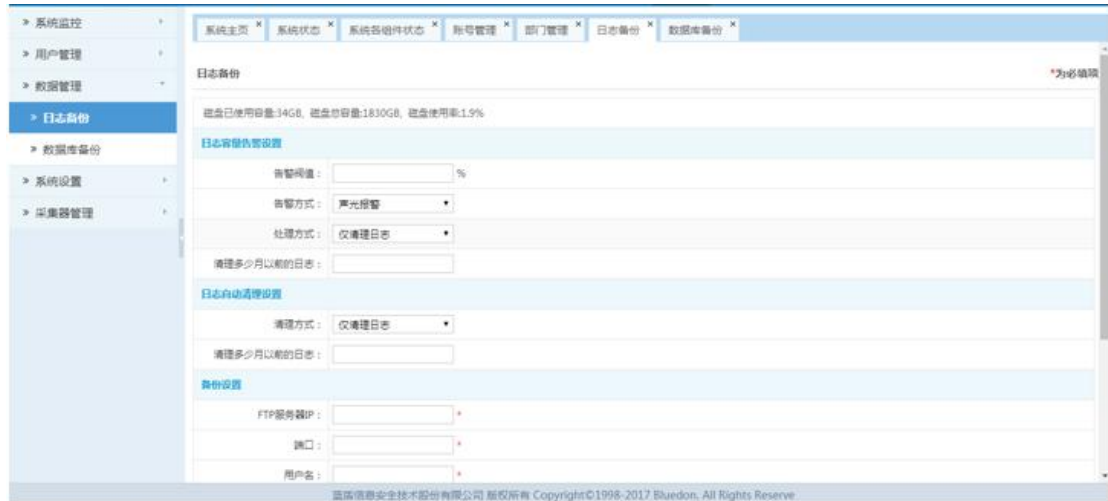 系统监控
用户管理
数据管理
日志备份
数据库备份
系统设置
采集器管理
系统主页 系统状态 系统各组件状态 账号管理 部门管理 日志备份 数据库备份
日志备份 *为必填项
磁盘已使用容量:34GB, 磁盘总容量:1830GB, 磁盘使用率:1.9%
日志容量告警设置
告警阀值： %
告警方式： 声光报警
处理方式： 仅清理日志
清理多少月以前的日志：
日志自动清理设置
清理方式： 仅清理日志
清理多少月以前的日志：
备份设置
FTP服务器IP： *
端口： *
用户名： *
蓝盾信息安全技术股份有限公司 版权所有 Copyright©1998-2017 Bluedon. All Rights Reserve